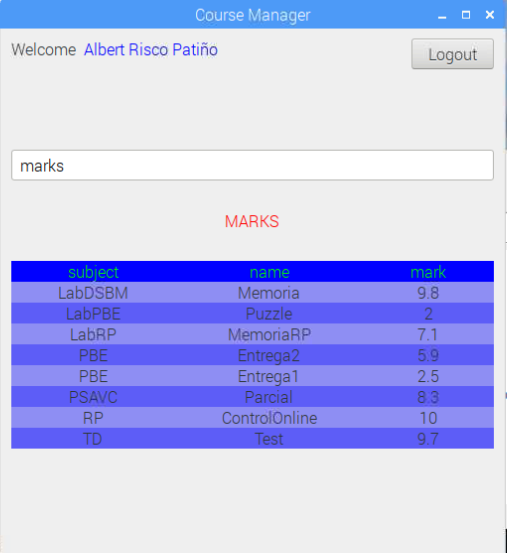 Course Manager
Welcome Albert Risco Patiño
Logout
marks
MARKS
subject name mark
LabDSBM Memoria 9.8
LabPBE Puzzle 2
LabRP MemoriaRP 7.1
PBE Entrega2 5.9
PBE Entrega1 2.5
PSAVC Parcial 8.3
RP ControlOnline 10
TD Test 9.7